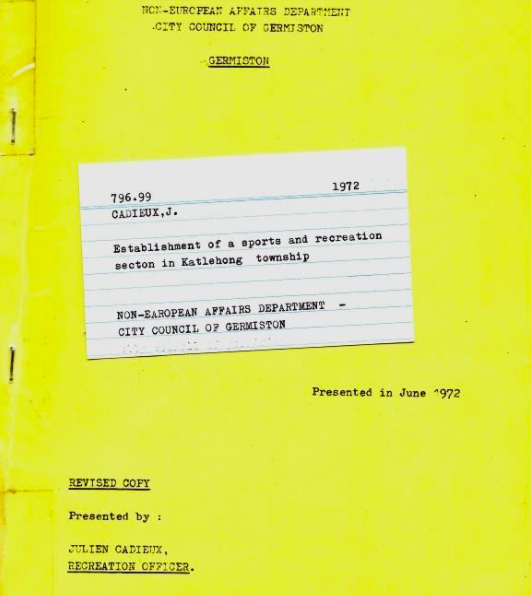 NON-EUROPEAN AFFAIRS DEPARTMENT
CITY COUNCIL OF GERMISTON
GERMISTON
796.99 1972
CADIEUX,J.
Establishment of a sports and recreation
secton in Katlehong township
NON-EAROPEAN AFFAIRS DEPARTMENT -
CITY COUNCIL OF GERMISTON
Presented in June 1972
REVISED COPY
Presented by :
JULIEN CADIEUX,
RECREATION OFFICER.